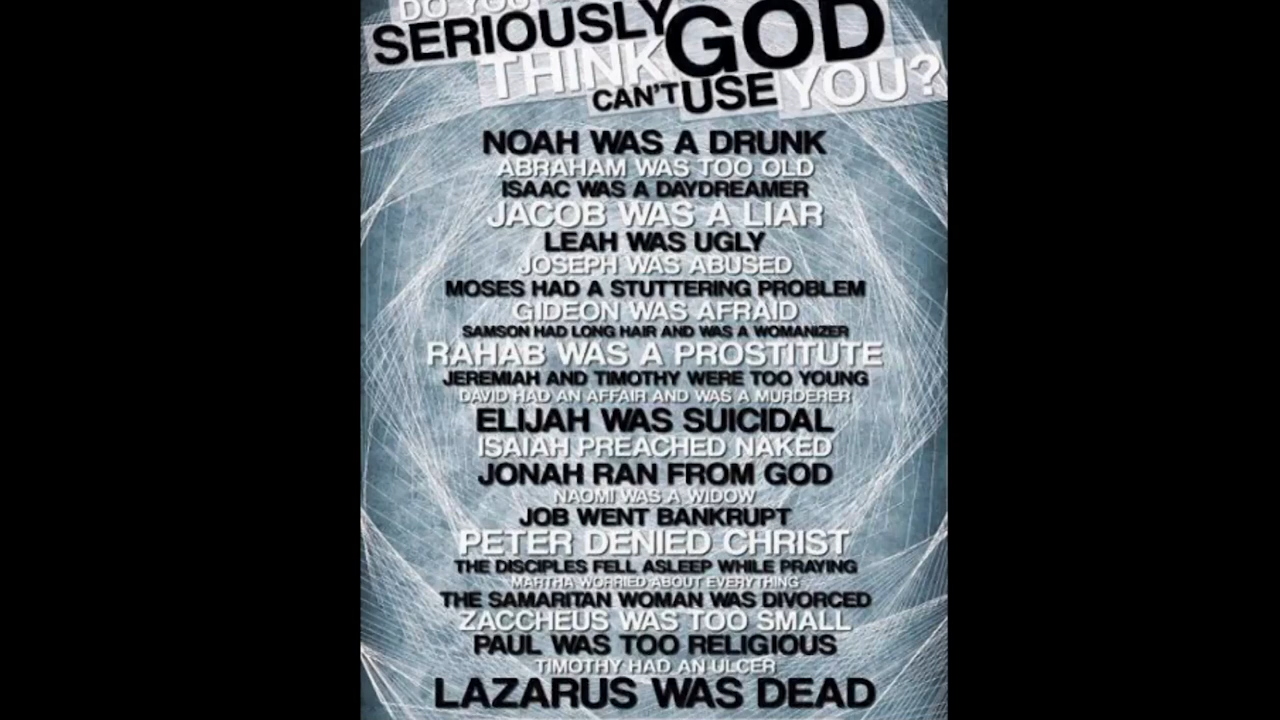 DO YOU
SERIOUSLY
THINK GOD
CAN'T USE YOU?
NOAH WAS A DRUNK
ABRAHAM WAS TOO OLD
ISAAC WAS A DAYDREAMER
JACOB WAS A LIAR
LEAH WAS UGLY
JOSEPH WAS ABUSED
MOSES HAD A STUTTERING PROBLEM
GIDEON WAS AFRAID
SAMSON HAD LONG HAIR AND WAS A WOMANIZER
RAHAB WAS A PROSTITUTE
JEREMIAH AND TIMOTHY WERE TOO YOUNG
DAVID HAD AN AFFAIR AND WAS A MURDERER
ELIJAH WAS SUICIDAL
ISAIAH PREACHED NAKED
JONAH RAN FROM GOD
NAOMI WAS A WIDOW
JOB WENT BANKRUPT
PETER DENIED CHRIST
THE DISCIPLES FELL ASLEEP WHILE PRAYING
MARTHA WORRIED ABOUT EVERYTHING
THE SAMARITAN WOMAN WAS DIVORCED
ZACCHEUS WAS TOO SMALL
PAUL WAS TOO RELIGIOUS
TIMOTHY HAD AN ULCER
LAZARUS WAS DEAD